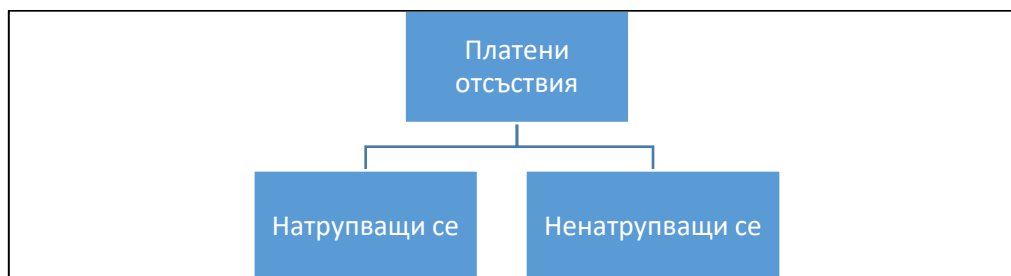 Платени
отсъствия
Натрупващи се
Ненатрупващи се